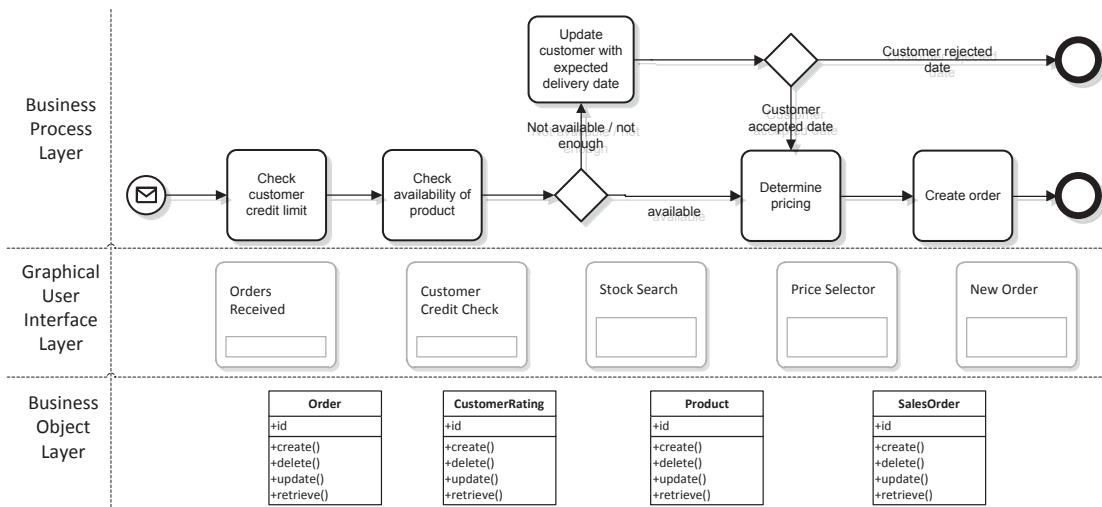 Business
Process
Layer
Update
customer with
expected
delivery date
Customer rejected
date
Not available / not
enough
Customer
accepted date
Check
customer
credit limit
Check
availability of
product
available
Determine
pricing
Create order
Graphical
User
Interface
Layer
Orders
Received
Customer
Credit Check
Stock Search
Price Selector
New Order
Business
Object
Layer
Order
+id
+create()
+delete()
+update()
+retrieve()
CustomerRating
+id
+create()
+delete()
+update()
+retrieve()
Product
+id
+create()
+delete()
+update()
+retrieve()
SalesOrder
+id
+create()
+delete()
+update()
+retrieve()